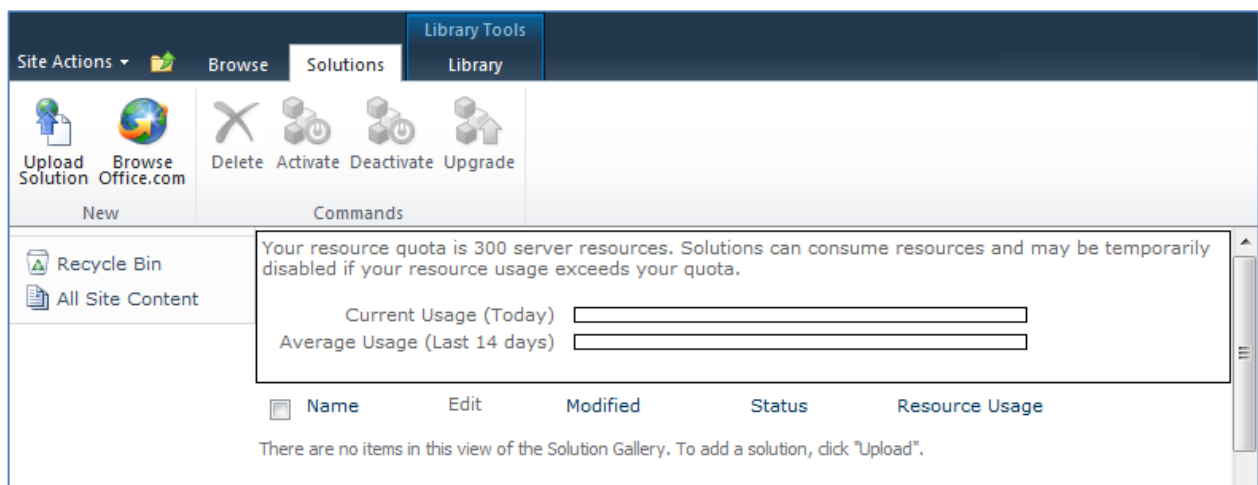 Library Tools
Site Actions Browse Solutions Library
Upload Solution
Browse Office.com
Delete Activate Deactivate Upgrade
New Commands
Recycle Bin
All Site Content
Your resource quota is 300 server resources. Solutions can consume resources and may be temporarily
disabled if your resource usage exceeds your quota.
Current Usage (Today)
Average Usage (Last 14 days)
Name Edit Modified Status Resource Usage
There are no items in this view of the Solution Gallery. To add a solution, click "Upload".